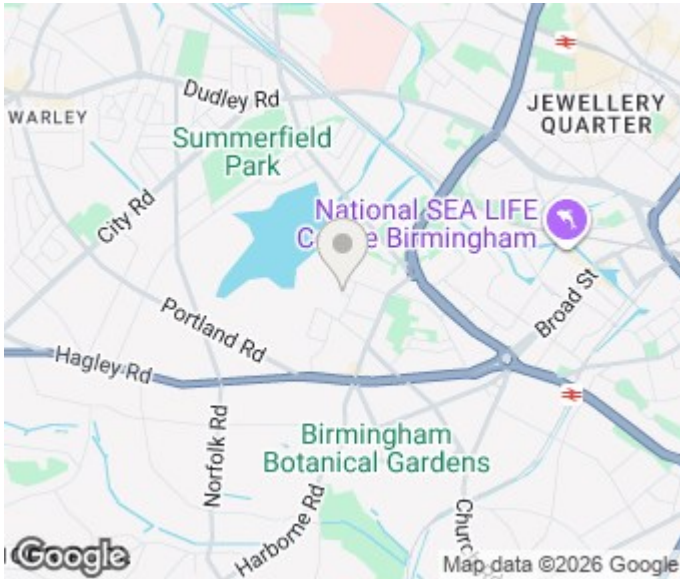 Dudley Rd
WARLEY
JEWELLERY
QUARTER
Summerfield
Park
City Rd
National SEA LIFE
Centre Birmingham
Broad St
Portland Rd
Hagley Rd
Norfolk Rd
Birmingham
Botanical Gardens
Harborne Rd
Google
Map data ©2026 Google